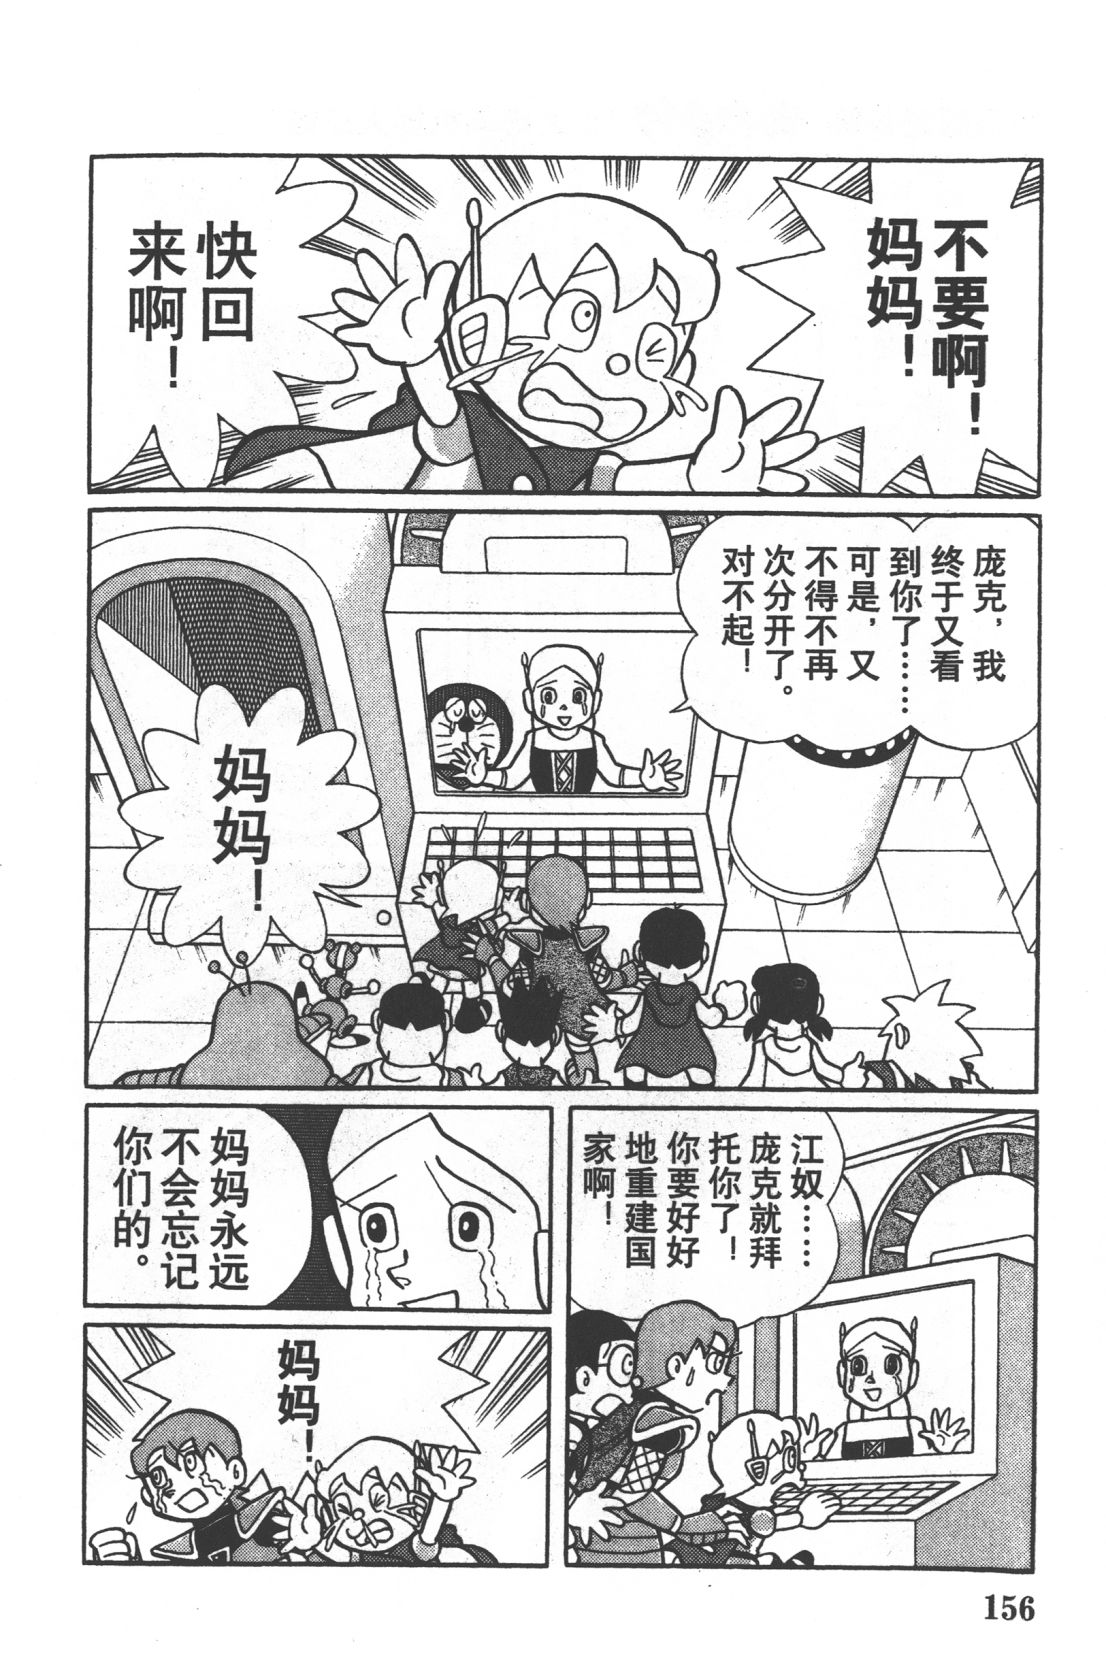 不要啊！
妈妈！
快回
来啊！
庞克，我
终于又看
到你了……
可是，又
不得不再
次分开了。
对不起！
妈妈！
江奴……
庞克就拜
托你了！
你要好好
地重建国
家啊！
妈妈永远
不会忘记
你们的。
妈妈！
156